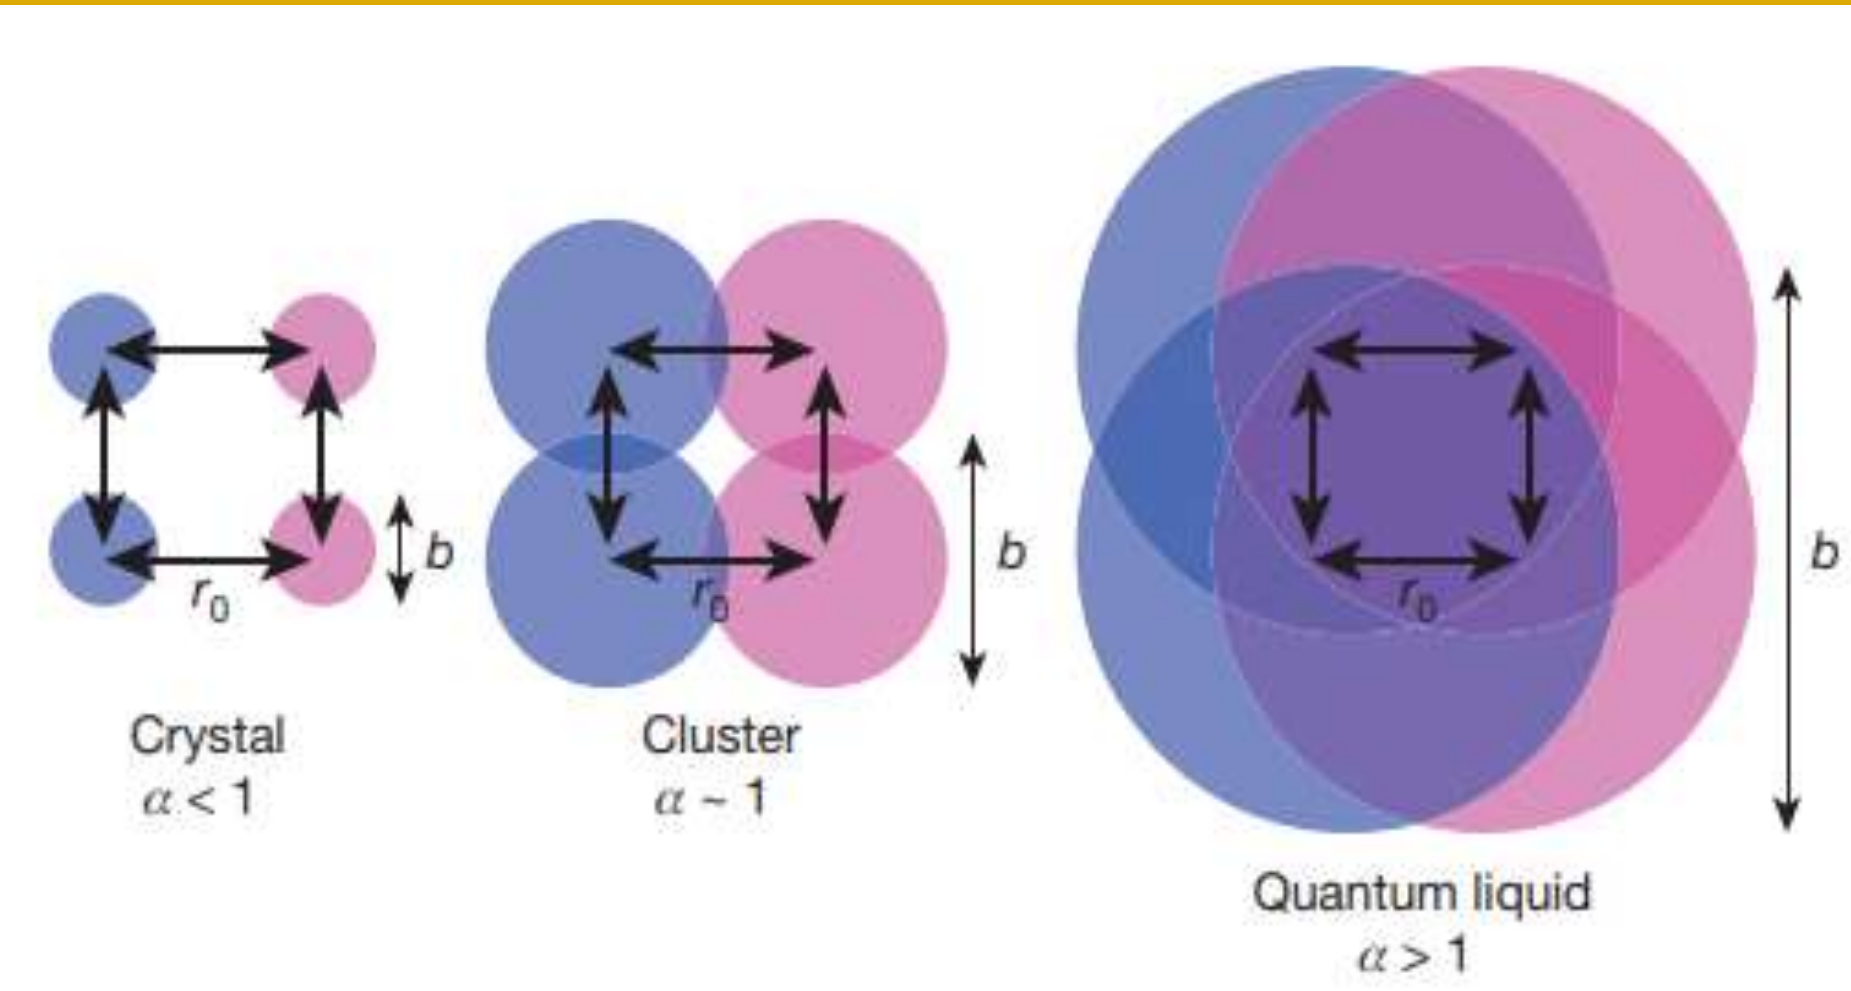 b
r0
Crystal
α < 1
b
r0
Cluster
α ~ 1
b
r0
Quantum liquid
α > 1